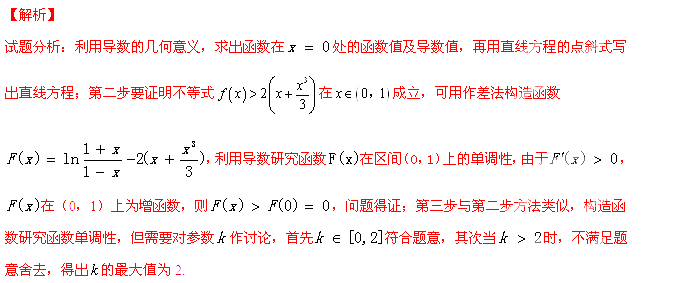 【解析】
试题分析：利用导数的几何意义，求出函数在 x = 0 处的函数值及导数值，再用直线方程的点斜式写
出直线方程；第二步要证明不等式 f(x)>2(x+x³/3) 在 x∈(0，1) 成立，可用作差法构造函数
F(x) = ln (1+x)/(1−x) −2(x + x³/3)，利用导数研究函数F(x)在区间(0，1)上的单调性，由于F'(x) > 0，
F(x)在（0，1）上为增函数，则F(x) > F(0) = 0，问题得证；第三步与第二步方法类似，构造函
数研究函数单调性，但需要对参数k作讨论，首先k ∈ [0,2]符合题意，其次当k > 2时，不满足题
意舍去，得出k的最大值为2.